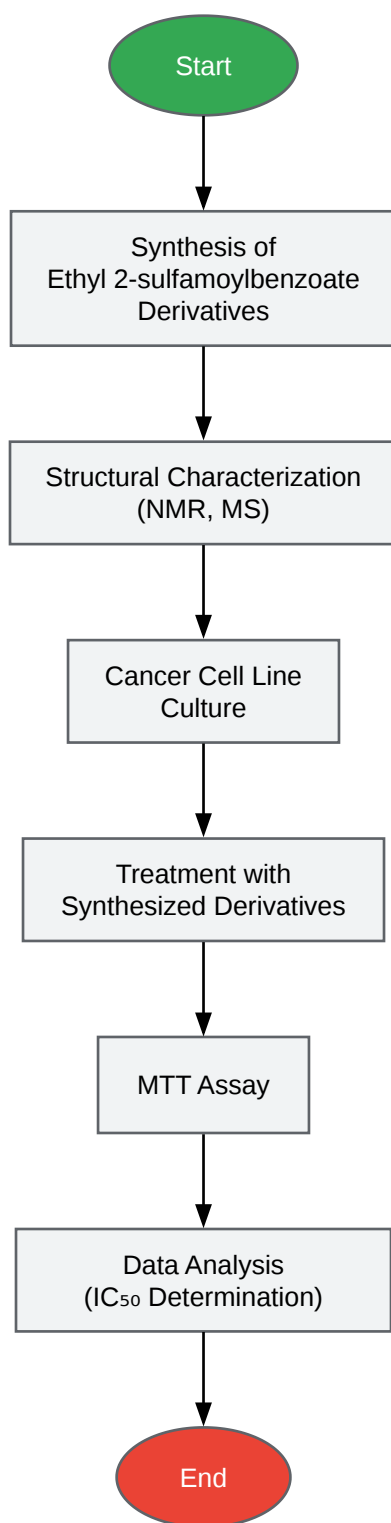 Start
Synthesis of
Ethyl 2-sulfamoylbenzoate
Derivatives
Structural Characterization
(NMR, MS)
Cancer Cell Line
Culture
Treatment with
Synthesized Derivatives
MTT Assay
Data Analysis
(IC₅₀ Determination)
End